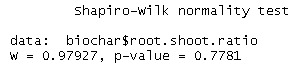 Shapiro-Wilk normality test
data:  biochar$root.shoot.ratio
W = 0.97927, p-value = 0.7781